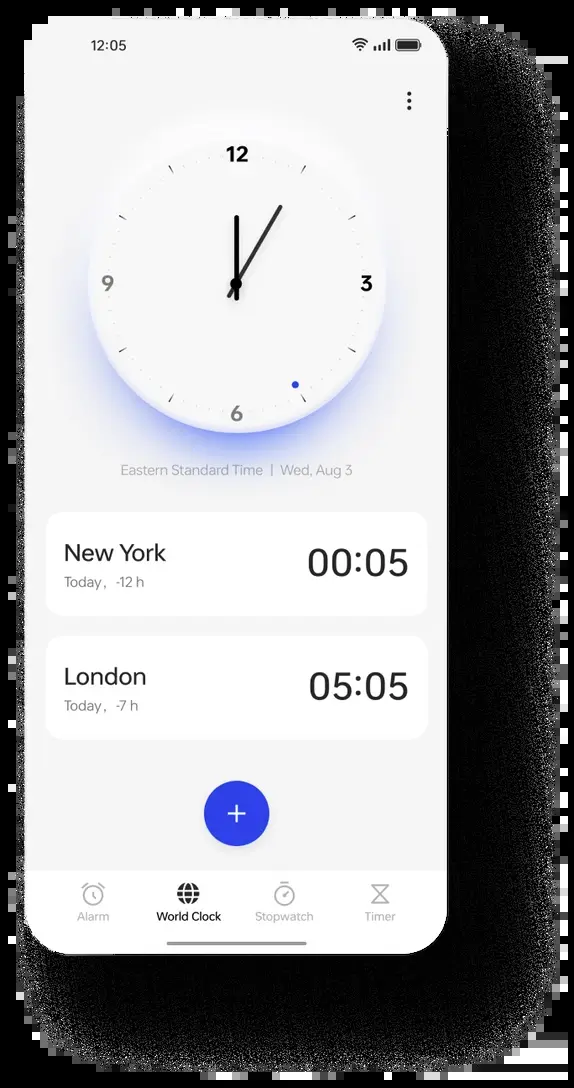 12:05
12
9
3
6
Eastern Standard Time | Wed, Aug 3
New York
00:05
Today, -12 h
London
05:05
Today, -7 h
Alarm
World Clock
Stopwatch
Timer